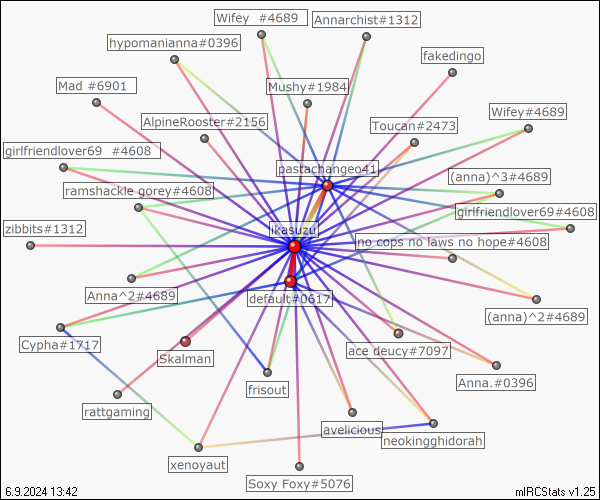 Wifey  #4689
Annarchist#1312
hypomanianna#0396
fakedingo
Mad #6901
Mushy#1984
Wifey#4689
AlpineRooster#2156
Toucan#2473
girlfriendlover69  #4608
pastachangeo41
(anna)^3#4689
ramshackle gorey#4608
girlfriendlover69#4608
zibbits#1312
ikasuzu
no cops no laws no hope#4608
Anna^2#4689
default#0617
(anna)^2#4689
Cypha#1717
Skalman
ace deucy#7097
frisout
Anna.#0396
rattgaming
avelicious
neokingghidorah
xenoyaut
Soxy Foxy#5076
6.9.2024 13:42
mIRCStats v1.25